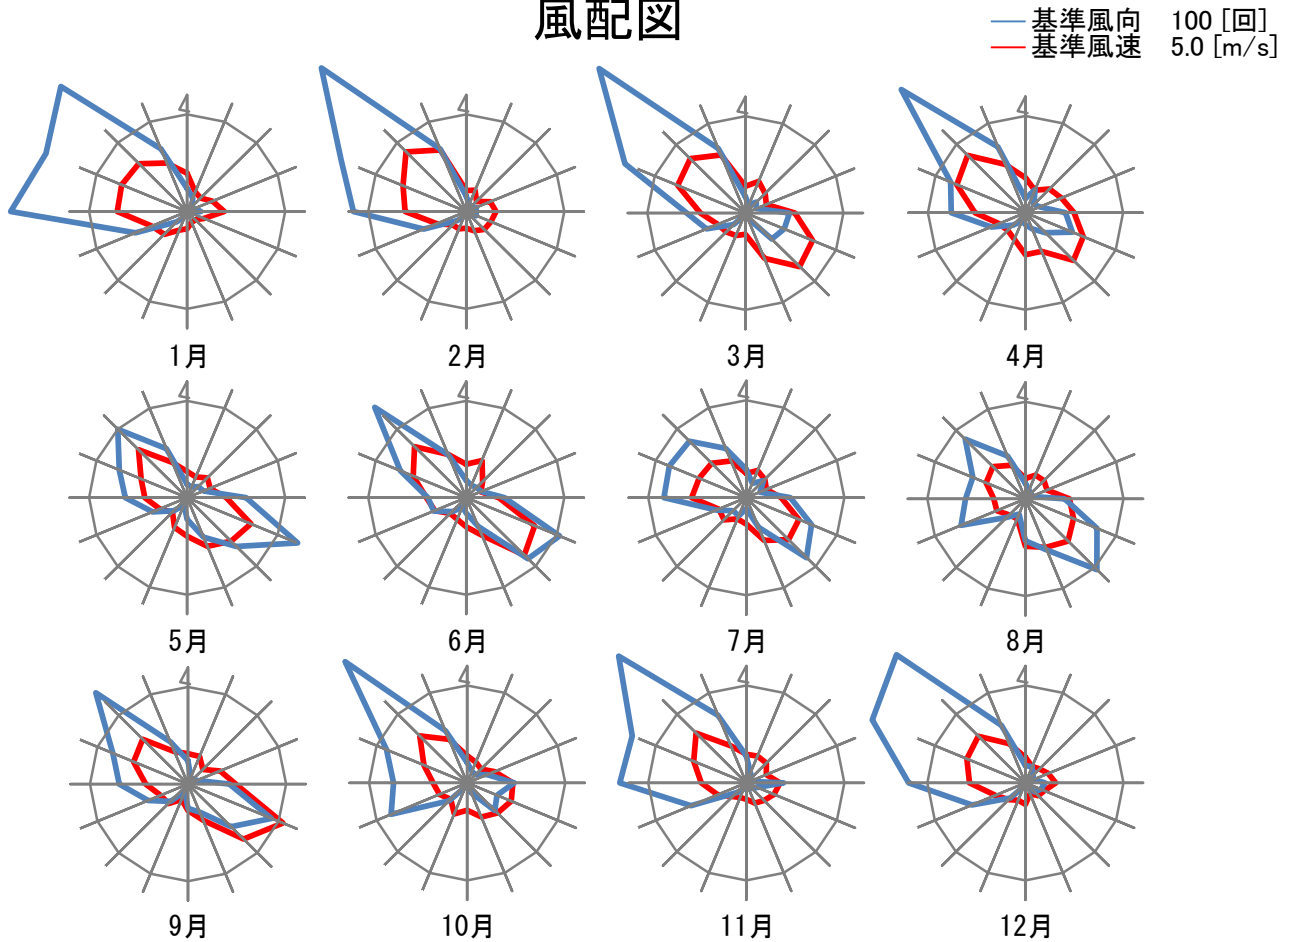 風配図
基準風向 100 [回]
基準風速 5.0 [m/s]
1月
2月
3月
4月
5月
6月
7月
8月
9月
10月
11月
12月